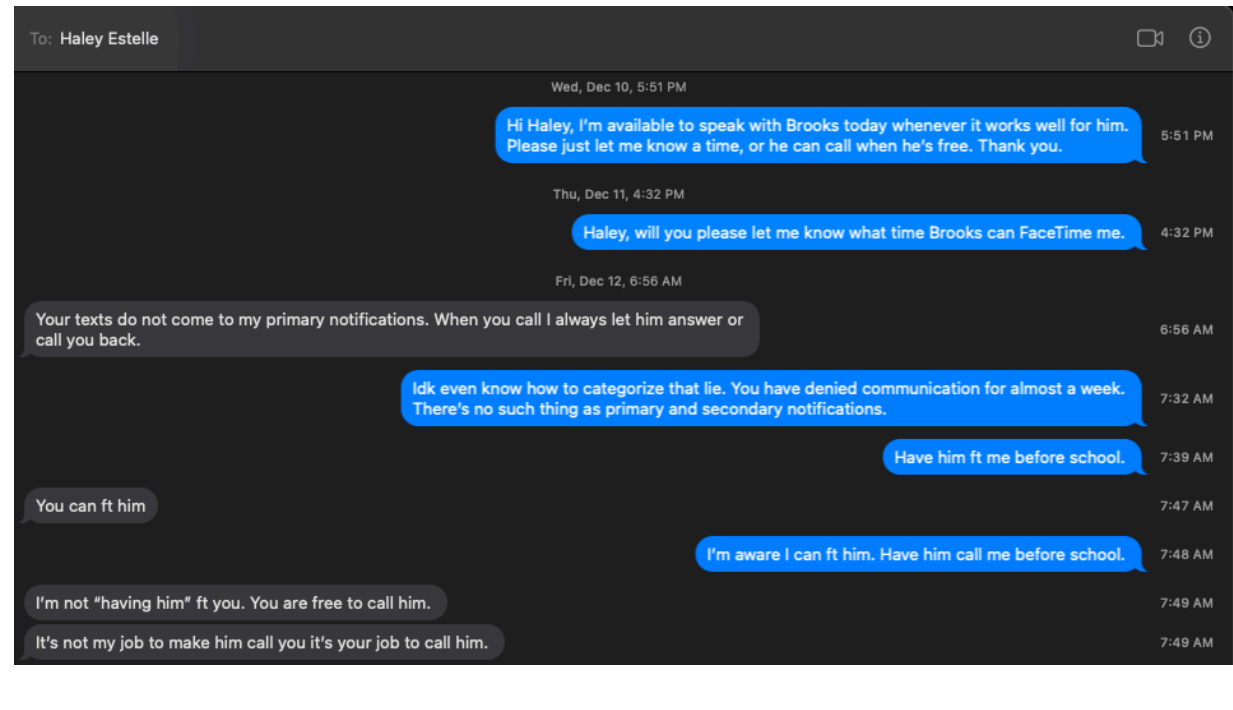 To: Haley Estelle
Wed, Dec 10, 5:51 PM
Hi Haley, I'm available to speak with Brooks today whenever it works well for him.
Please just let me know a time, or he can call when he's free. Thank you.
5:51 PM
Thu, Dec 11, 4:32 PM
Haley, will you please let me know what time Brooks can FaceTime me.
4:32 PM
Fri, Dec 12, 6:56 AM
Your texts do not come to my primary notifications. When you call I always let him answer or
call you back.
6:56 AM
Idk even know how to categorize that lie. You have denied communication for almost a week.
There's no such thing as primary and secondary notifications.
7:32 AM
Have him ft me before school.
7:39 AM
You can ft him
7:47 AM
I'm aware I can ft him. Have him call me before school.
7:48 AM
I'm not “having him” ft you. You are free to call him.
7:49 AM
It's not my job to make him call you it's your job to call him.
7:49 AM